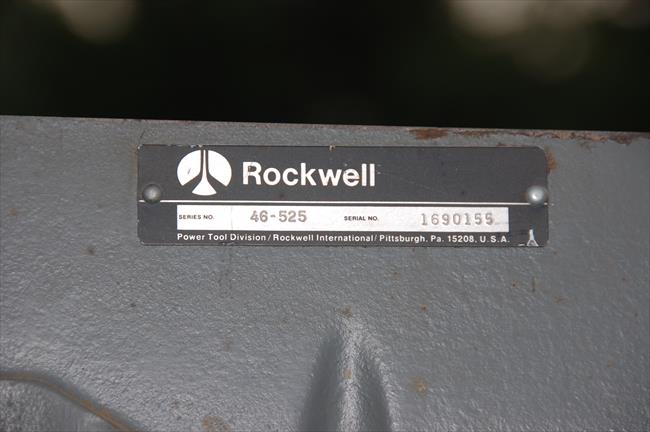 Rockwell
SERIES NO. 46-525 SERIAL NO. 1690155
Power Tool Division/Rockwell International/Pittsburgh, Pa. 15208, U.S.A.